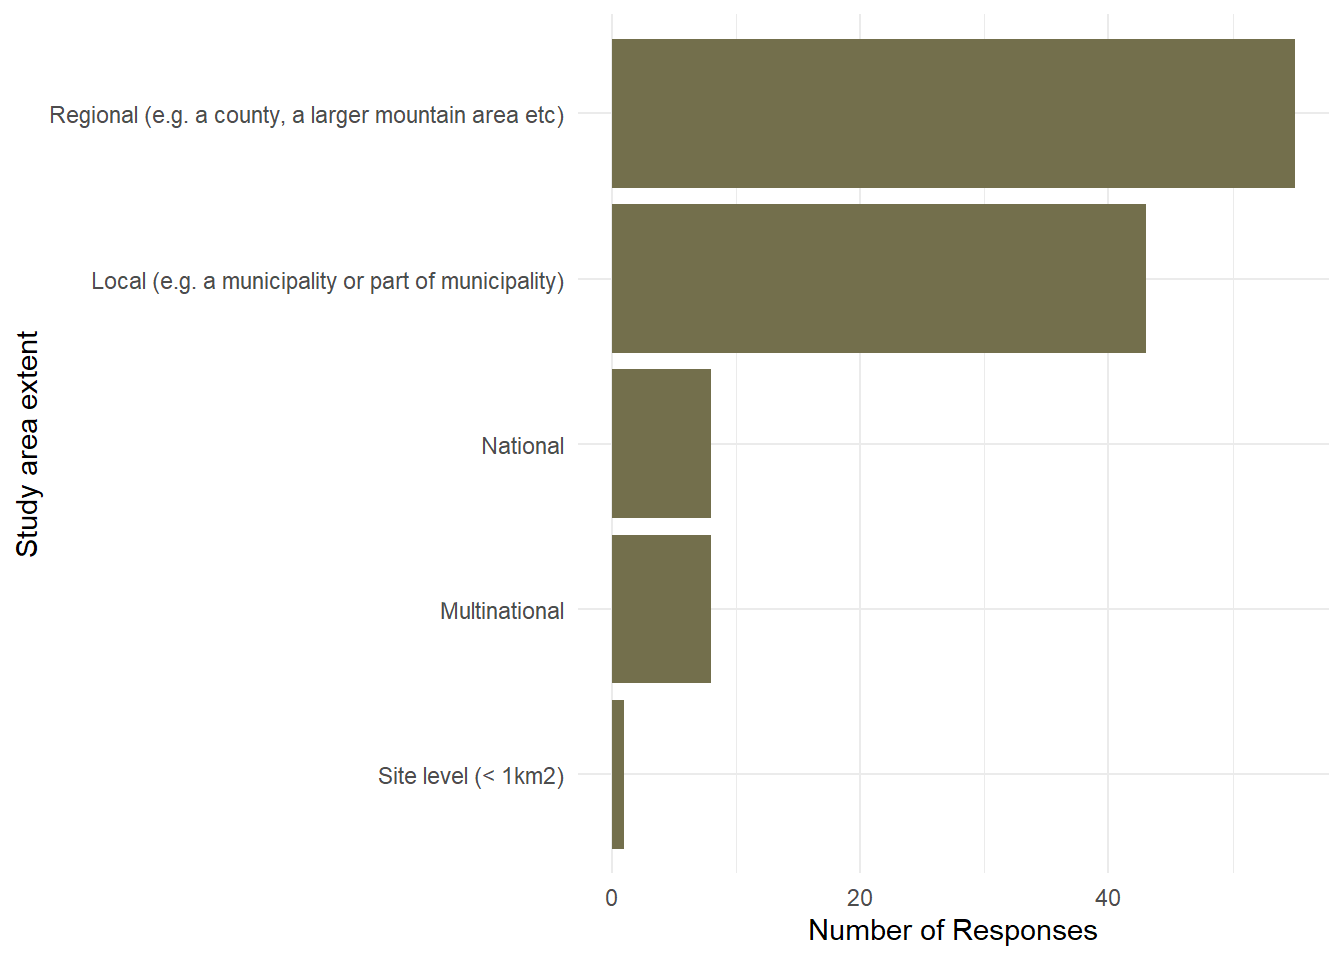 Regional (e.g. a county, a larger mountain area etc)
Local (e.g. a municipality or part of municipality)
National
Multinational
Site level (< 1km2)
Study area extent
0 20 40
Number of Responses